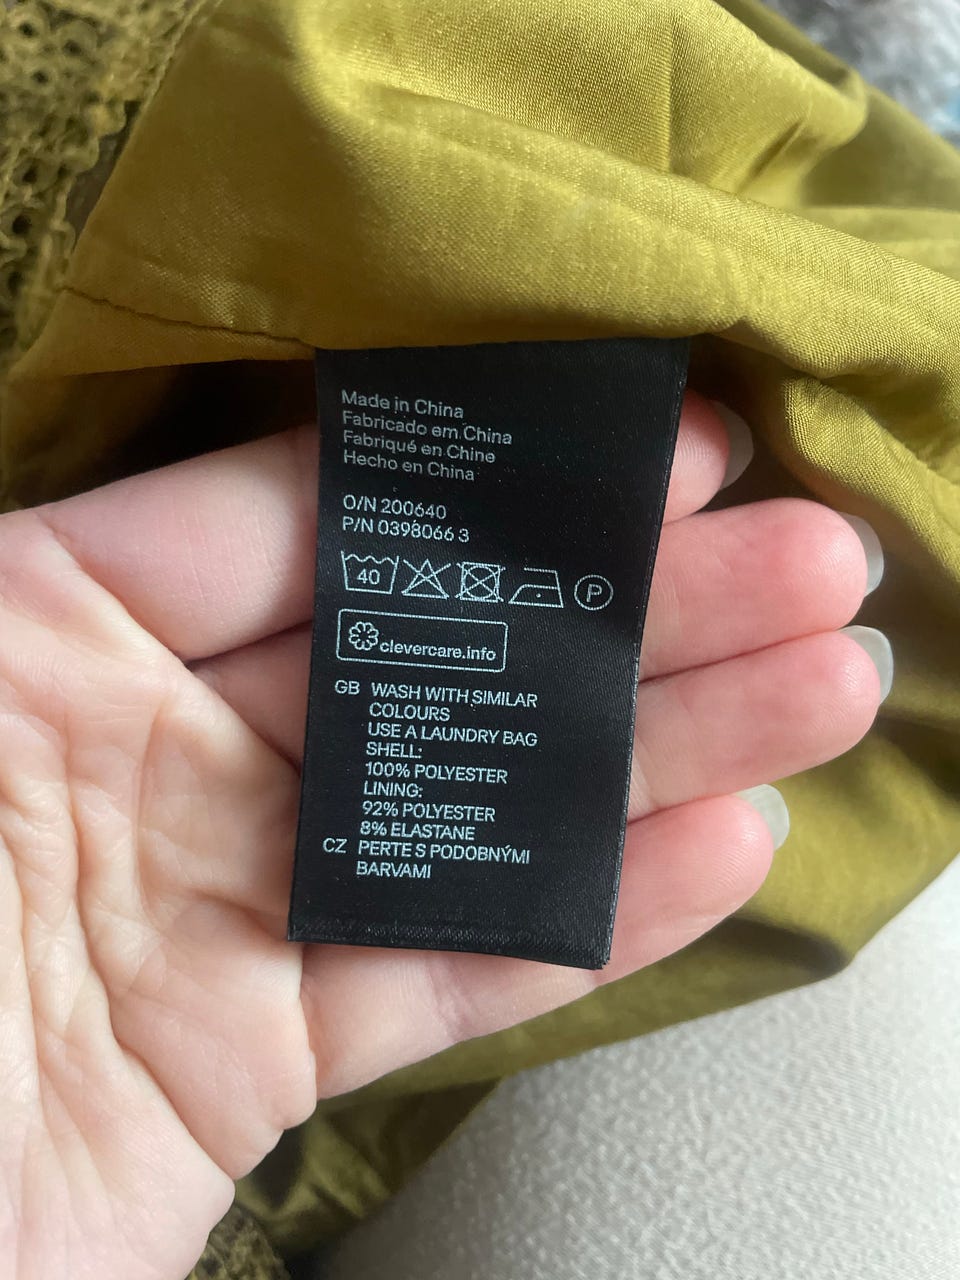 Made in China
Fabricado em China
Fabriqué en Chine
Hecho en China
O/N 200640
P/N 0398066 3
40 P
clevercare.info
GB WASH WITH SIMILAR
COLOURS
USE A LAUNDRY BAG
SHELL:
100% POLYESTER
LINING:
92% POLYESTER
8% ELASTANE
CZ PERTE S PODOBNÝMI
BARVAMI